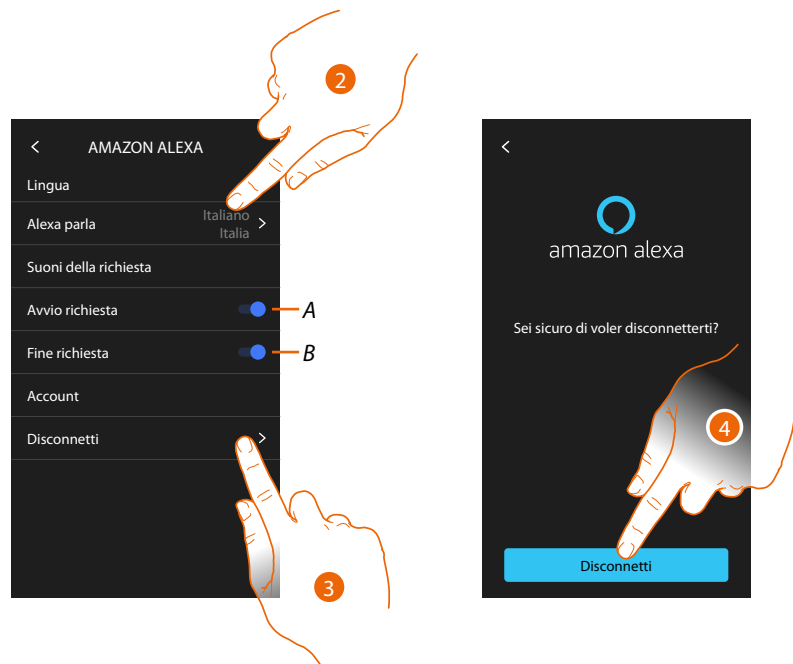 2
AMAZON ALEXA
Lingua
Alexa parla
Italiano
Italia
Suoni della richiesta
Avvio richiesta
A
Fine richiesta
B
Account
Disconnetti
3
amazon alexa
Sei sicuro di voler disconnetterti?
4
Disconnetti